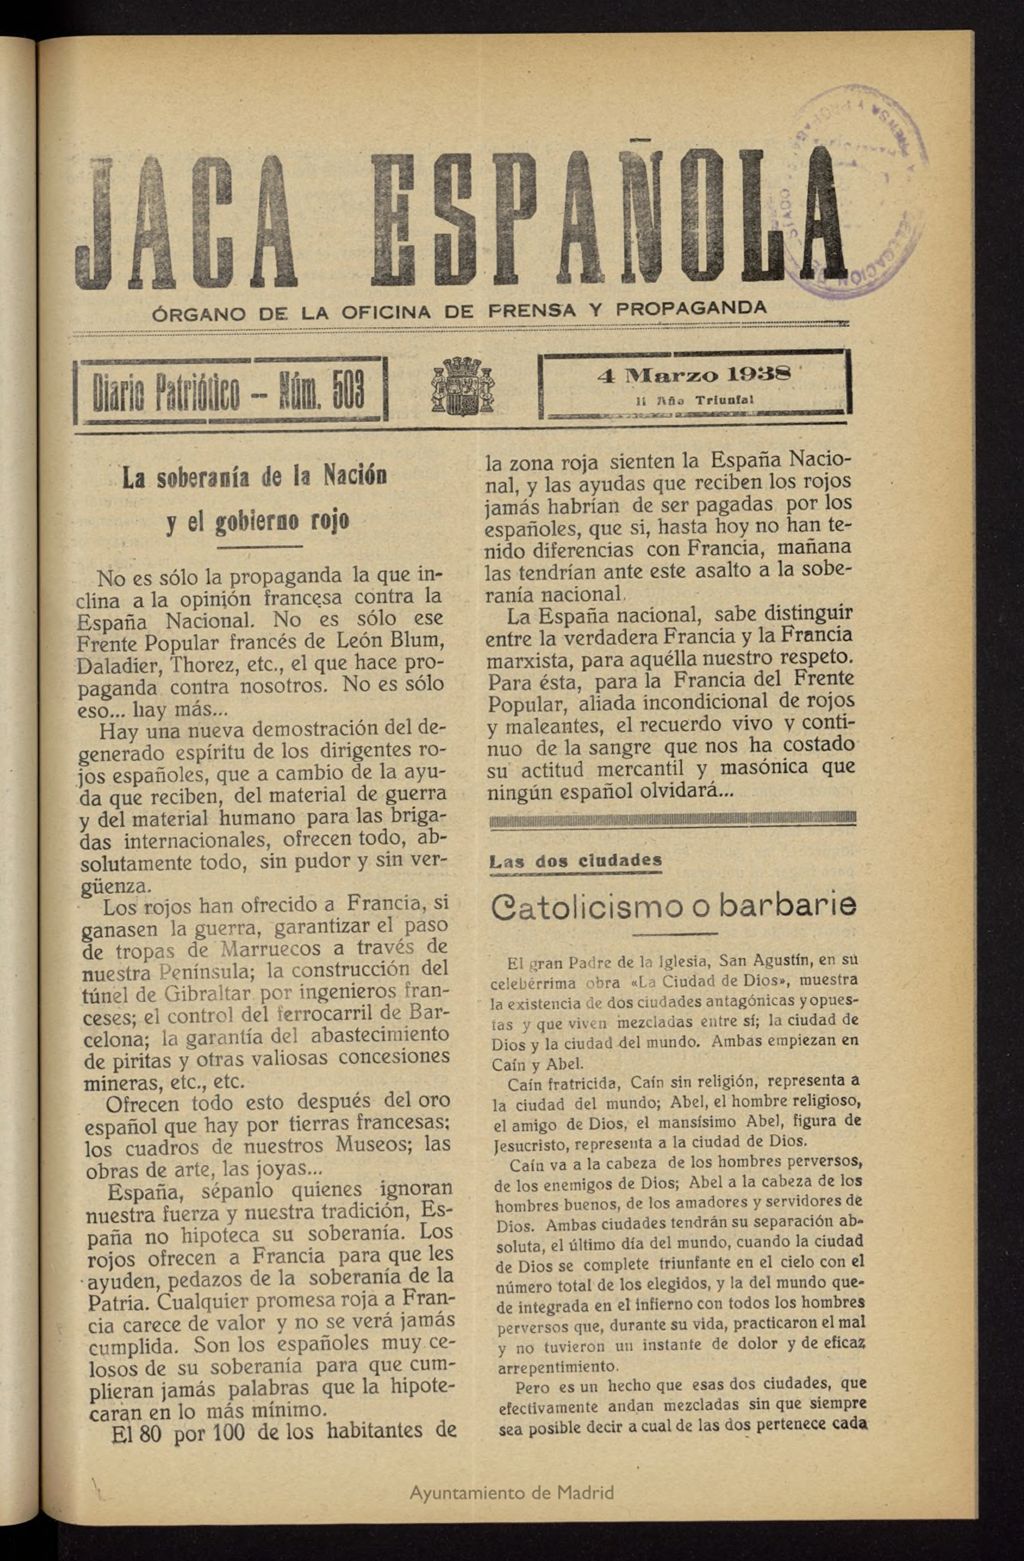 JACA ESPAÑOLA
ÓRGANO DE LA OFICINA DE PRENSA Y PROPAGANDA
Diario Patriótico -- Núm. 503
4 Marzo 1938
II Año Triunfal
La soberanía de la Nación
y el gobierno rojo
No es sólo la propaganda la que in-
clina a la opinión francesa contra la
España Nacional. No es sólo ese
Frente Popular francés de León Blum,
Daladier, Thorez, etc., el que hace pro-
paganda contra nosotros. No es sólo
eso... hay más...
Hay una nueva demostración del de-
generado espíritu de los dirigentes ro-
jos españoles, que a cambio de la ayu-
da que reciben, del material de guerra
y del material humano para las briga-
das internacionales, ofrecen todo, ab-
solutamente todo, sin pudor y sin ver-
güenza.
Los rojos han ofrecido a Francia, si
ganasen la guerra, garantizar el paso
de tropas de Marruecos a través de
nuestra Península; la construcción del
túnel de Gibraltar por ingenieros fran-
ceses; el control del ferrocarril de Bar-
celona; la garantía del abastecimiento
de piritas y otras valiosas concesiones
mineras, etc., etc.
Ofrecen todo esto después del oro
español que hay por tierras francesas;
los cuadros de nuestros Museos; las
obras de arte, las joyas...
España, sépanlo quienes ignoran
nuestra fuerza y nuestra tradición, Es-
paña no hipoteca su soberanía. Los
rojos ofrecen a Francia para que les
ayuden, pedazos de la soberanía de la
Patria. Cualquier promesa roja a Fran-
cia carece de valor y no se verá jamás
cumplida. Son los españoles muy ce-
losos de su soberanía para que cum-
plieran jamás palabras que la hipote-
caran en lo más mínimo.
El 80 por 100 de los habitantes de
la zona roja sienten la España Nacio-
nal, y las ayudas que reciben los rojos
jamás habrían de ser pagadas por los
españoles, que si, hasta hoy no han te-
nido diferencias con Francia, mañana
las tendrían ante este asalto a la sobe-
ranía nacional.
La España nacional, sabe distinguir
entre la verdadera Francia y la Francia
marxista, para aquélla nuestro respeto.
Para ésta, para la Francia del Frente
Popular, aliada incondicional de rojos
y maleantes, el recuerdo vivo y conti-
nuo de la sangre que nos ha costado
su actitud mercantil y masónica que
ningún español olvidará...
Las dos ciudades
Catolicismo o barbarie
El gran Padre de la Iglesia, San Agustín, en su
celebérrima obra «La Ciudad de Dios», muestra
la existencia de dos ciudades antagónicas y opues-
tas y que viven mezcladas entre sí; la ciudad de
Dios y la ciudad del mundo. Ambas empiezan en
Caín y Abel.
Caín fratricida, Caín sin religión, representa a
la ciudad del mundo; Abel, el hombre religioso,
el amigo de Dios, el mansísimo Abel, figura de
Jesucristo, representa a la ciudad de Dios.
Caín va a la cabeza de los hombres perversos,
de los enemigos de Dios; Abel a la cabeza de los
hombres buenos, de los amadores y servidores de
Dios. Ambas ciudades tendrán su separación ab-
soluta, el último día del mundo, cuando la ciudad
de Dios se complete triunfante en el cielo con el
número total de los elegidos, y la del mundo que-
de integrada en el infierno con todos los hombres
perversos que, durante su vida, practicaron el mal
y no tuvieron un instante de dolor y de eficaz
arrepentimiento.
Pero es un hecho que esas dos ciudades, que
efectivamente andan mezcladas sin que siempre
sea posible decir a cual de las dos pertenece cada
Ayuntamiento de Madrid